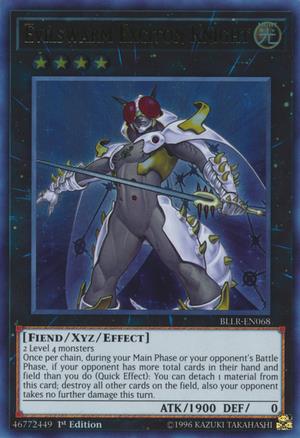 Evilswarm Exciton Knight
BLLR-EN068
[Fiend/Xyz/Effect]
2 Level 4 monsters
Once per chain, during your Main Phase or your opponent's Battle
Phase, if your opponent has more total cards in their hand and
field than you do (Quick Effect): You can detach 1 material from
this card; destroy all other cards on the field, also your opponent
takes no further damage this turn.
ATK/1900 DEF/ 0
46772449 1st Edition ©1996 KAZUKI TAKAHASHI